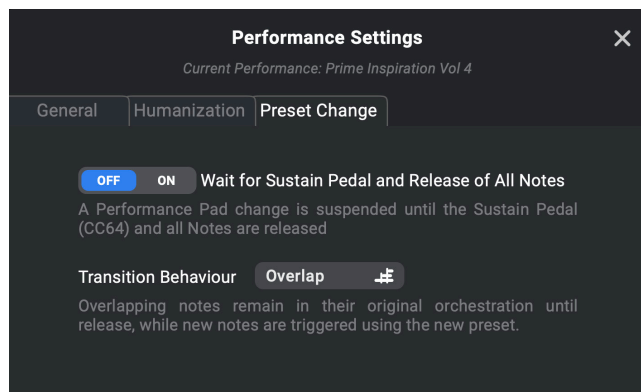 Performance Settings
Current Performance: Prime Inspiration Vol 4
General Humanization Preset Change
OFF ON Wait for Sustain Pedal and Release of All Notes
A Performance Pad change is suspended until the Sustain Pedal
(CC64) and all Notes are released
Transition Behaviour Overlap
Overlapping notes remain in their original orchestration until
release, while new notes are triggered using the new preset.